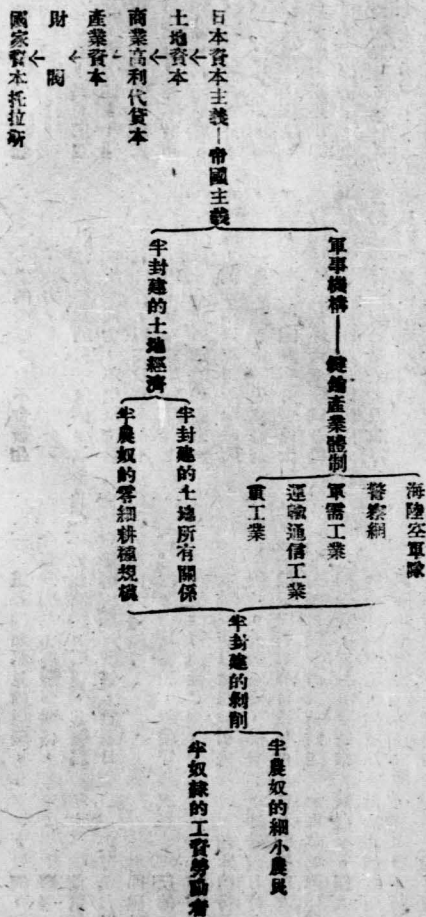 日本資本主義—帝國主義
↓
土地資本
↓
商業高利代貸本
↓
產業資本
↓
財閥
↓
國家資本托拉斯
軍事機構——鍵鑰產業體制
海陸空軍隊
警察網
軍需工業
運輸通信工業
重工業
半封建的土地經濟
半封建的土地所有關係
半農奴的零細耕種規模
半封建的剝削
半農奴的細小農民
半奴隸的工資勞動者